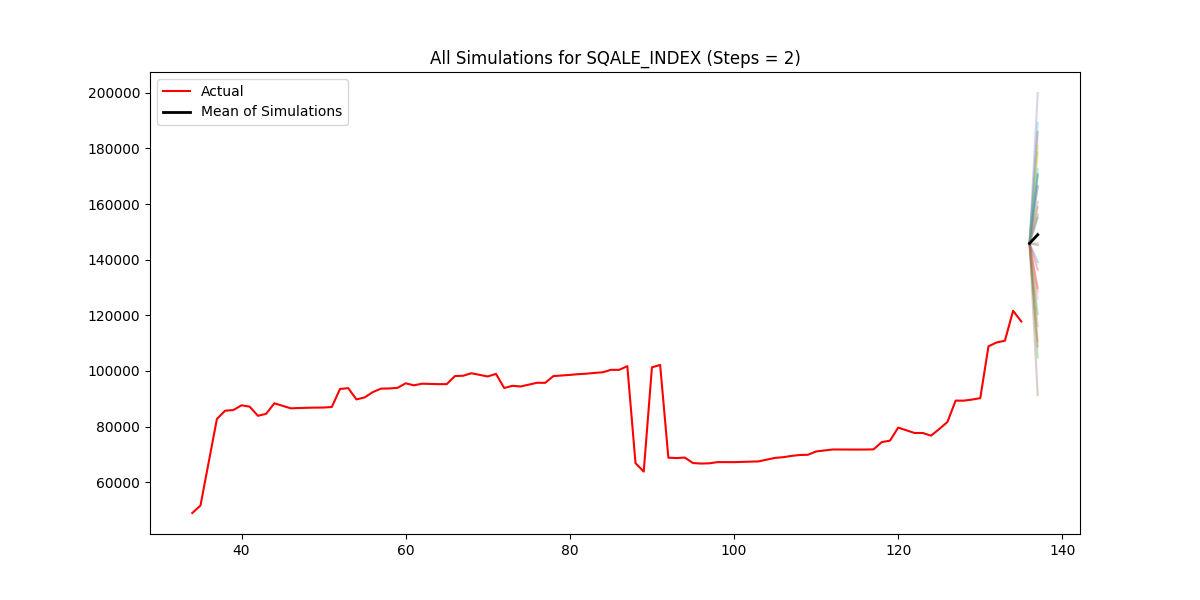 All Simulations for SQALE_INDEX (Steps = 2)
Actual
Mean of Simulations
200000
180000
160000
140000
120000
100000
80000
60000
40 60 80 100 120 140